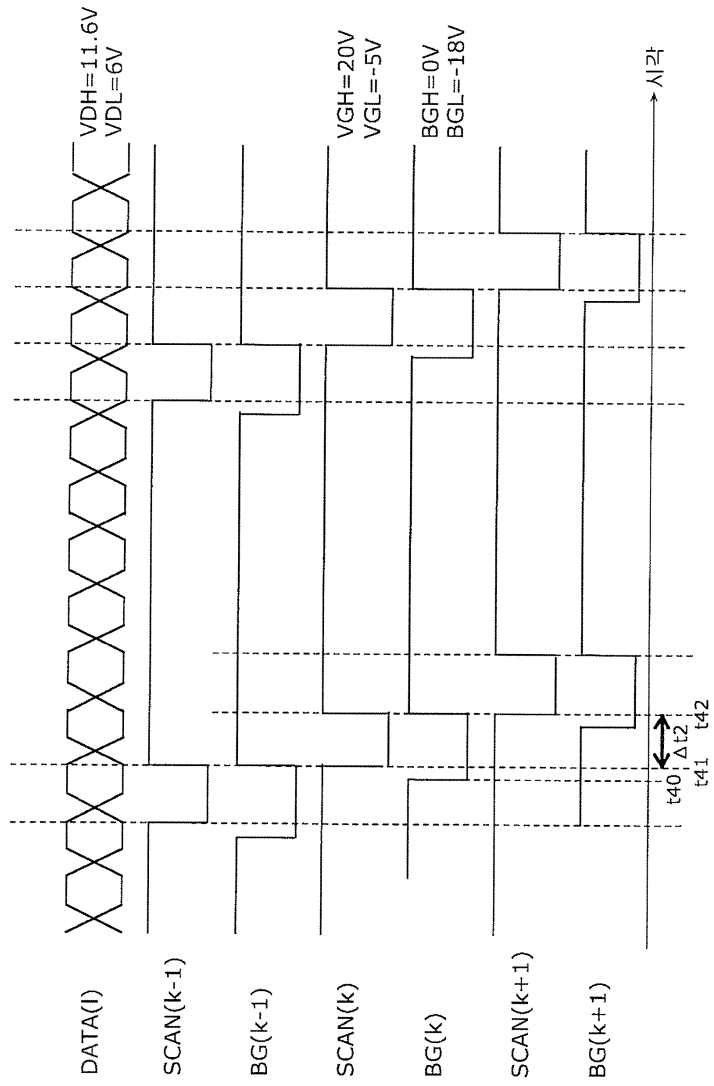 DATA(l)
VDH=11.6V
VDL=6V
SCAN(k-1)
BG(k-1)
SCAN(k)
VGH=20V
VGL=-5V
BG(k)
BGH=0V
BGL=-18V
SCAN(k+1)
BG(k+1)
시각
t40
Δt2
t41
t42